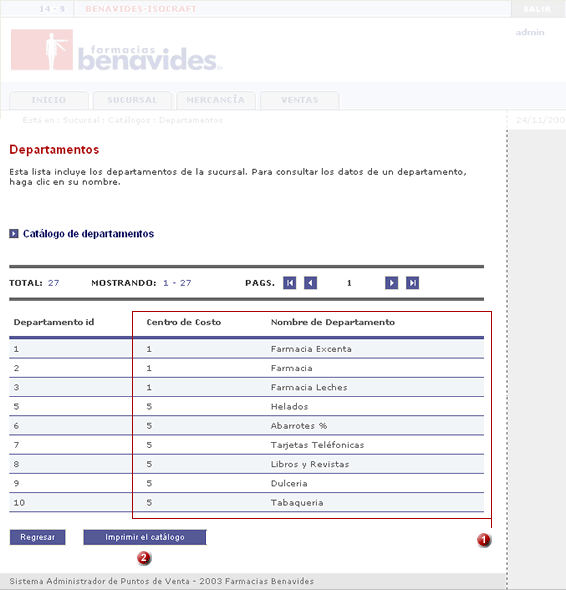 14 - 9 BENAVIDES-ISOCRAFT SALIR
admin
farmacias
benavides
INICIO SUCURSAL MERCANCÍA VENTAS
Está en : Sucursal : Catálogos : Departamentos 24/11/200
Departamentos
Esta lista incluye los departamentos de la sucursal. Para consultar los datos de un departamento,
haga clic en su nombre.
Catálogo de departamentos
TOTAL: 27 MOSTRANDO: 1 - 27 PAGS. 1
Departamento id Centro de Costo Nombre de Departamento
1 1 Farmacia Excenta
2 1 Farmacia
3 1 Farmacia Leches
5 5 Helados
6 5 Abarrotes %
7 5 Tarjetas Teléfonicas
8 5 Libros y Revistas
9 5 Dulceria
10 5 Tabaqueria
Regresar Imprimir el catálogo 1
2
Sistema Administrador de Puntos de Venta - 2003 Farmacias Benavides